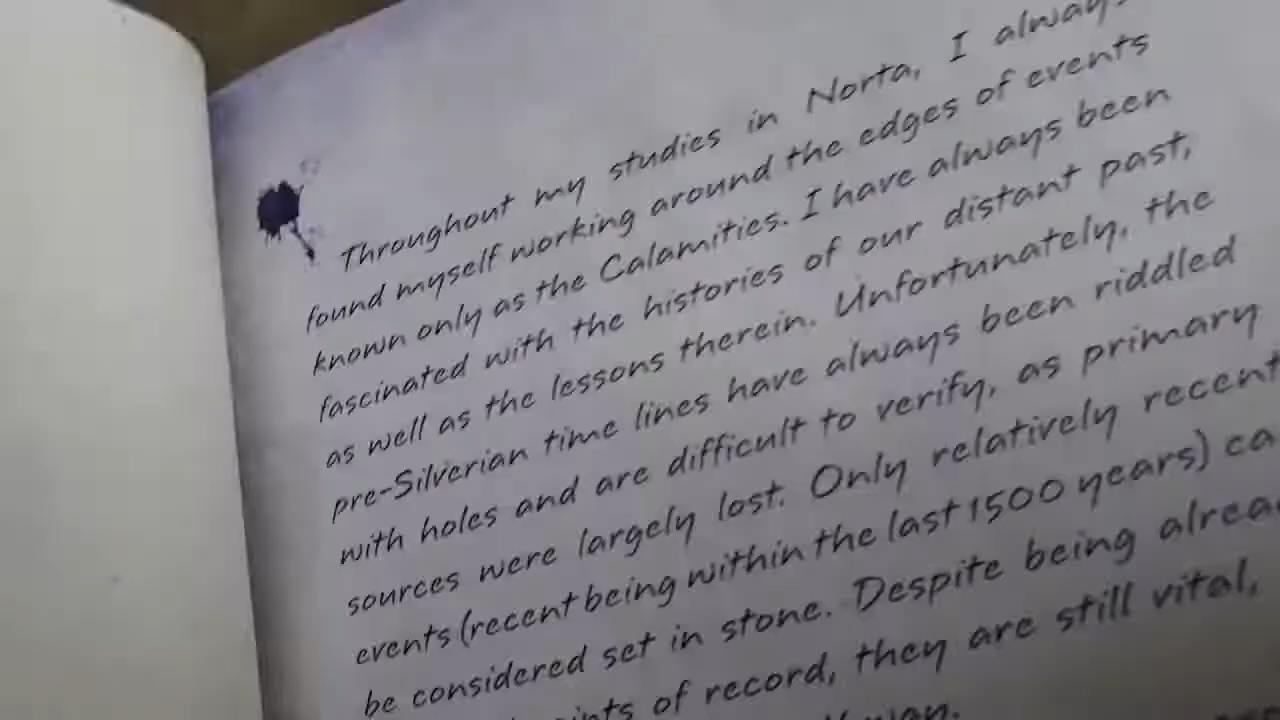 Throughout my studies in Norta, I always
found myself working around the edges of events
known only as the Calamities. I have always been
fascinated with the histories of our distant past,
as well as the lessons therein. Unfortunately, the
pre-Silverian time lines have always been riddled
with holes and are difficult to verify, as primary
sources were largely lost. Only relatively recent
events (recent being within the last 1500 years) ca
be considered set in stone. Despite being alrea
of record, they are still vital,